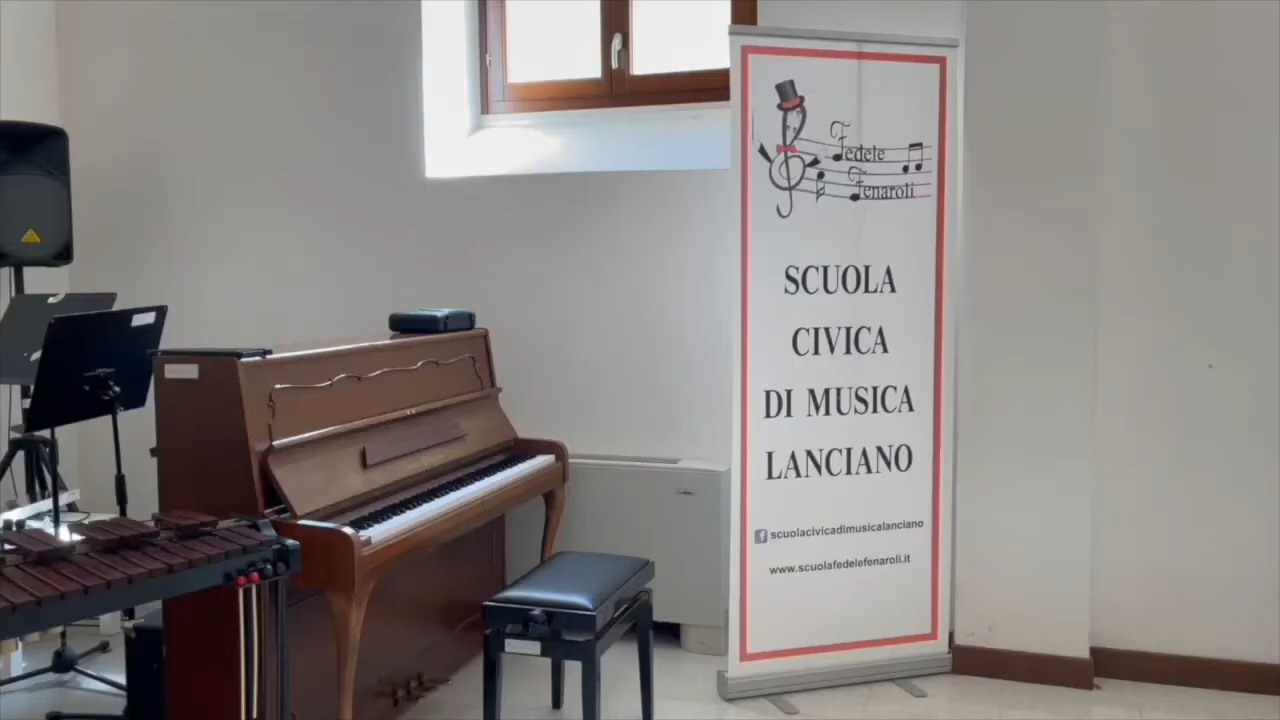 Fedele
Fenaroli
SCUOLA
CIVICA
DI MUSICA
LANCIANO
f scuolacivicadimusicalanciano
www.scuolafedelefenaroli.it